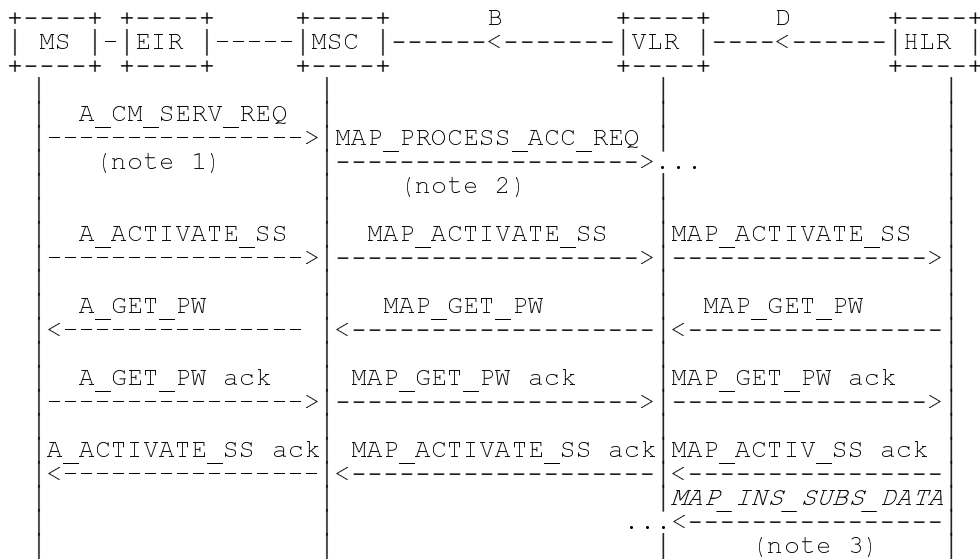 B D
MS EIR MSC VLR HLR
A_CM_SERV_REQ
MAP_PROCESS_ACC_REQ
(note 1) ...
(note 2)
A_ACTIVATE_SS MAP_ACTIVATE_SS MAP_ACTIVATE_SS
A_GET_PW MAP_GET_PW MAP_GET_PW
A_GET_PW ack MAP_GET_PW ack MAP_GET_PW ack
A_ACTIVATE_SS ack MAP_ACTIVATE_SS ack MAP_ACTIV_SS ack
MAP_INS_SUBS_DATA
...
(note 3)